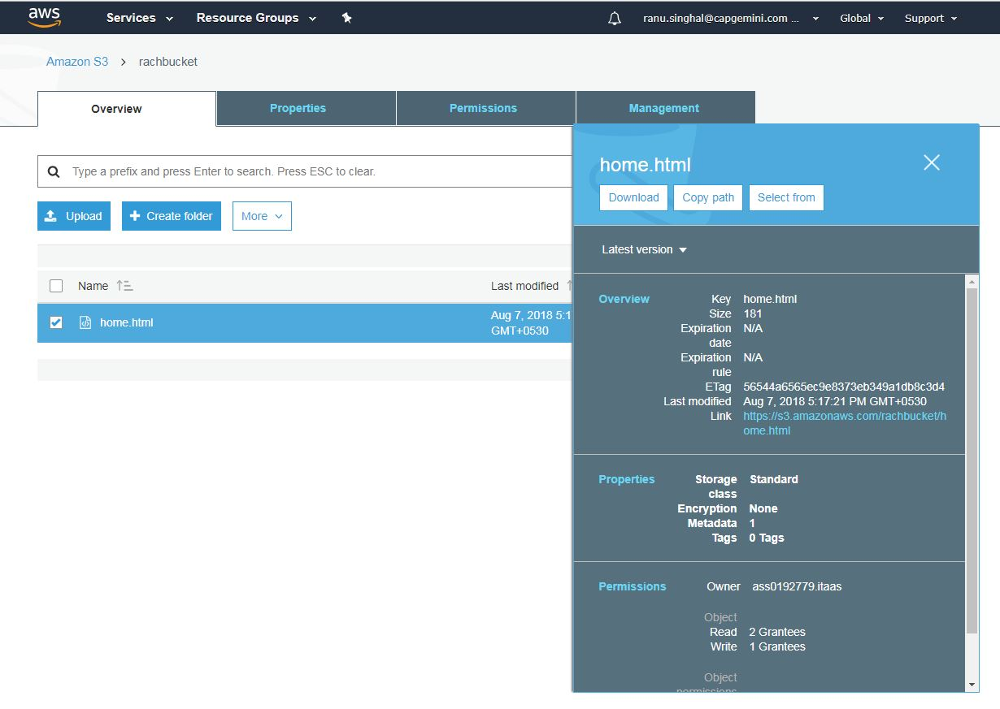 aws Services Resource Groups ranu.singhal@capgemini.com ... Global Support
Amazon S3 > rachbucket
Overview Properties Permissions Management
Type a prefix and press Enter to search. Press ESC to clear.
Upload + Create folder More
Name Last modified
home.html Aug 7, 2018 5:1
GMT+0530
home.html
Download Copy path Select from
Latest version
Overview Key home.html
Size 181
Expiration N/A
date
Expiration N/A
rule
ETag 56544a6565ec9e8373eb349a1db8c3d4
Last modified Aug 7, 2018 5:17:21 PM GMT+0530
Link https://s3.amazonaws.com/rachbucket/h
ome.html
Properties Storage Standard
class
Encryption None
Metadata 1
Tags 0 Tags
Permissions Owner ass0192779.itaas
Object
Read 2 Grantees
Write 1 Grantees
Object
permissions